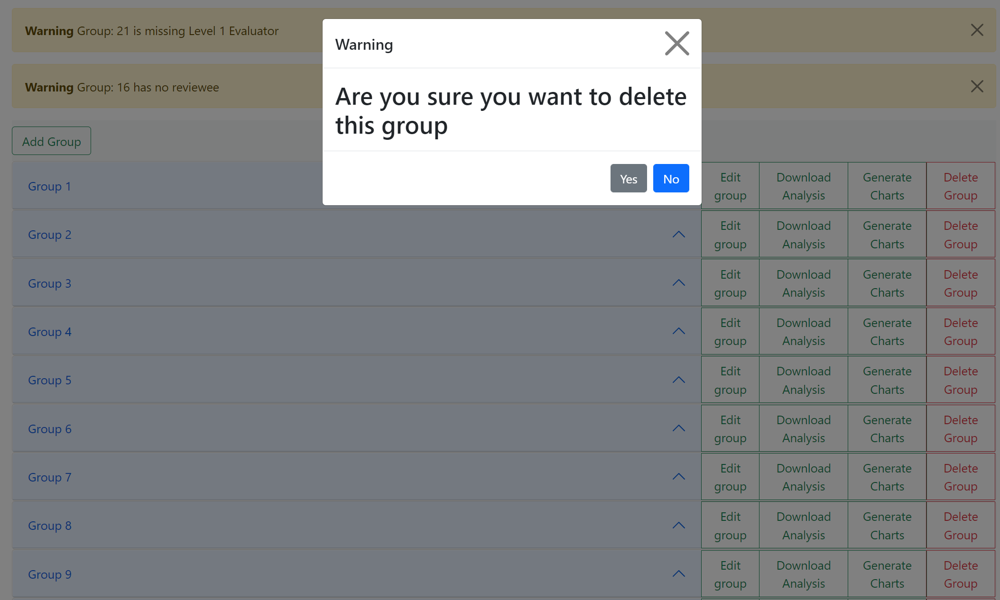 Warning Group: 21 is missing Level 1 Evaluator
Warning Group: 16 has no reviewee
Warning
Are you sure you want to delete
this group
Yes No
Add Group
Group 1
Edit
group
Download
Analysis
Generate
Charts
Delete
Group
Group 2
Edit
group
Download
Analysis
Generate
Charts
Delete
Group
Group 3
Edit
group
Download
Analysis
Generate
Charts
Delete
Group
Group 4
Edit
group
Download
Analysis
Generate
Charts
Delete
Group
Group 5
Edit
group
Download
Analysis
Generate
Charts
Delete
Group
Group 6
Edit
group
Download
Analysis
Generate
Charts
Delete
Group
Group 7
Edit
group
Download
Analysis
Generate
Charts
Delete
Group
Group 8
Edit
group
Download
Analysis
Generate
Charts
Delete
Group
Group 9
Edit
group
Download
Analysis
Generate
Charts
Delete
Group